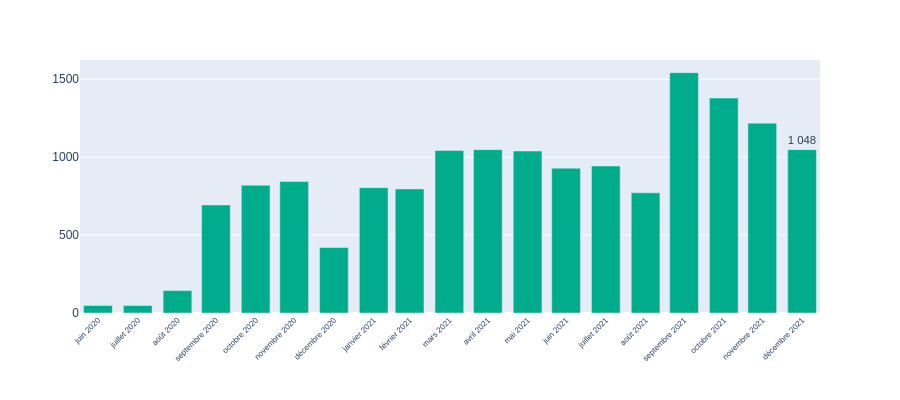 1500
1000
500
0
1 048
juin 2020
juillet 2020
août 2020
septembre 2020
octobre 2020
novembre 2020
décembre 2020
janvier 2021
février 2021
mars 2021
avril 2021
mai 2021
juin 2021
juillet 2021
août 2021
septembre 2021
octobre 2021
novembre 2021
décembre 2021